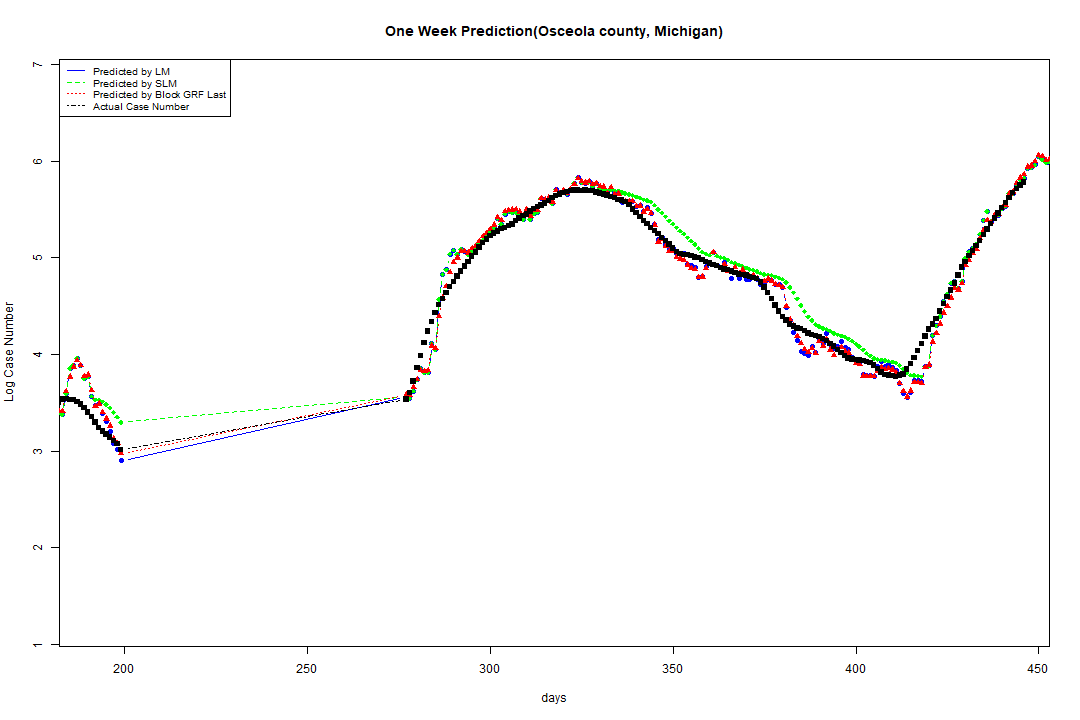 One Week Prediction(Osceola county, Michigan)
Predicted by LM
Predicted by SLM
Predicted by Block GRF Last
Actual Case Number
7
6
5
4
3
2
1
Log Case Number
200 250 300 350 400 450
days